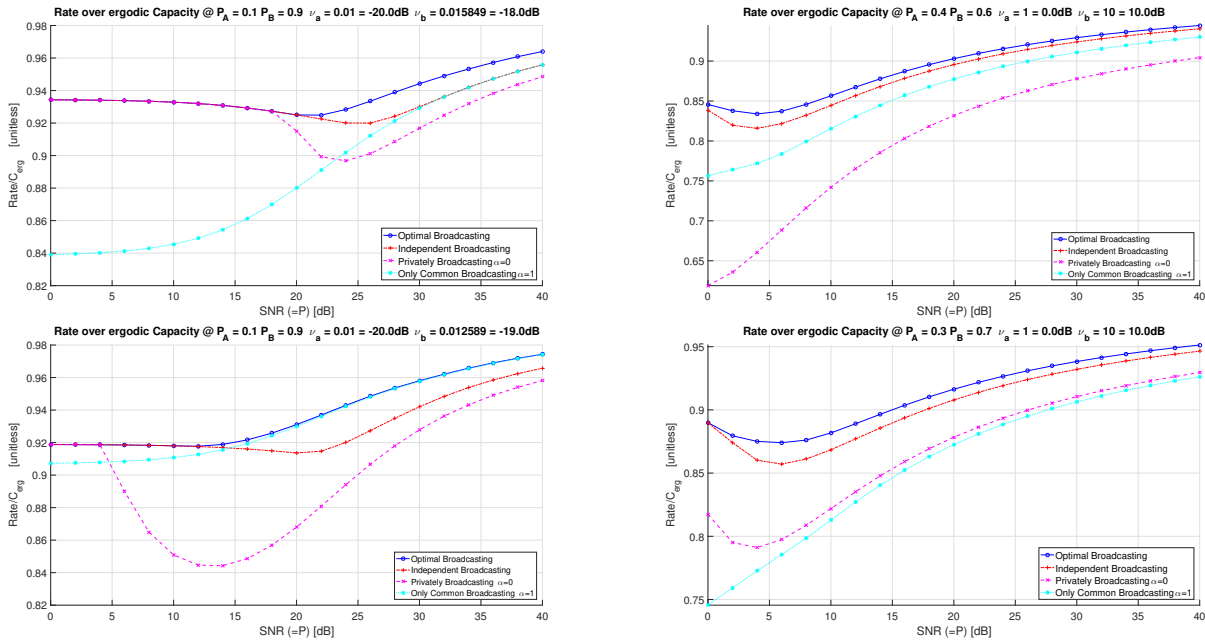 Rate over ergodic Capacity @ P_A = 0.1 P_B = 0.9 ν_a = 0.01 = -20.0dB ν_b = 0.015849 = -18.0dB
0.98
0.96
0.94
0.92
0.9
0.88
0.86
0.84
0.82
Rate/C_erg [unitless]
0 5 10 15 20 25 30 35 40
SNR (=P) [dB]
Optimal Broadcasting
Independent Broadcasting
Privately Broadcasting α=0
Only Common Broadcasting α=1
Rate over ergodic Capacity @ P_A = 0.4 P_B = 0.6 ν_a = 1 = 0.0dB ν_b = 10 = 10.0dB
0.9
0.85
0.8
0.75
0.7
0.65
Rate/C_erg [unitless]
0 5 10 15 20 25 30 35 40
SNR (=P) [dB]
Optimal Broadcasting
Independent Broadcasting
Privately Broadcasting α=0
Only Common Broadcasting α=1
Rate over ergodic Capacity @ P_A = 0.1 P_B = 0.9 ν_a = 0.01 = -20.0dB ν_b = 0.012589 = -19.0dB
0.98
0.96
0.94
0.92
0.9
0.88
0.86
0.84
0.82
Rate/C_erg [unitless]
0 5 10 15 20 25 30 35 40
SNR (=P) [dB]
Optimal Broadcasting
Independent Broadcasting
Privately Broadcasting α=0
Only Common Broadcasting α=1
Rate over ergodic Capacity @ P_A = 0.3 P_B = 0.7 ν_a = 1 = 0.0dB ν_b = 10 = 10.0dB
0.95
0.9
0.85
0.8
0.75
Rate/C_erg [unitless]
0 5 10 15 20 25 30 35 40
SNR (=P) [dB]
Optimal Broadcasting
Independent Broadcasting
Privately Broadcasting α=0
Only Common Broadcasting α=1